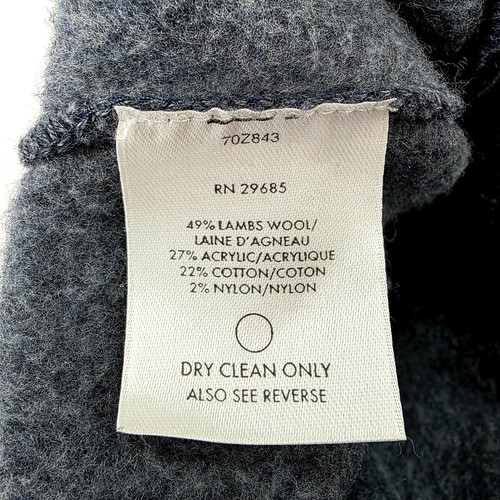 70Z843
RN 29685
49% LAMBS WOOL/
LAINE D'AGNEAU
27% ACRYLIC/ACRYLIQUE
22% COTTON/COTON
2% NYLON/NYLON
DRY CLEAN ONLY
ALSO SEE REVERSE